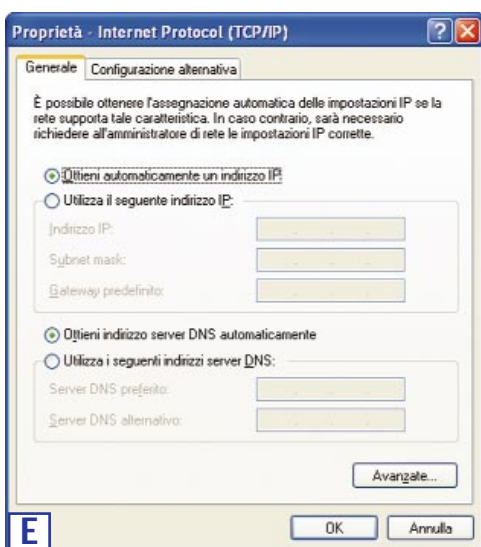 Proprietà - Internet Protocol (TCP/IP)
Generale
Configurazione alternativa
È possibile ottenere l'assegnazione automatica delle impostazioni IP se la
rete supporta tale caratteristica. In caso contrario, sarà necessario
richiedere all'amministratore di rete le impostazioni IP corrette.
Ottieni automaticamente un indirizzo IP
Utilizza il seguente indirizzo IP:
Indirizzo IP:
Subnet mask:
Gateway predefinito:
Ottieni indirizzo server DNS automaticamente
Utilizza i seguenti indirizzi server DNS:
Server DNS preferito:
Server DNS alternativo:
Avanzate...
E
OK
Annulla